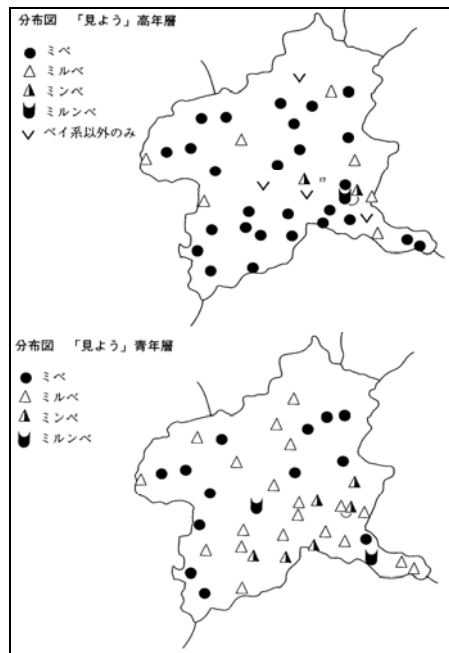 分布図 「見よう」高年層
ミベ
ミルベ
ミンベ
ミルンベ
ベイ系以外のみ
17
分布図 「見よう」青年層
ミベ
ミルベ
ミンベ
ミルンベ